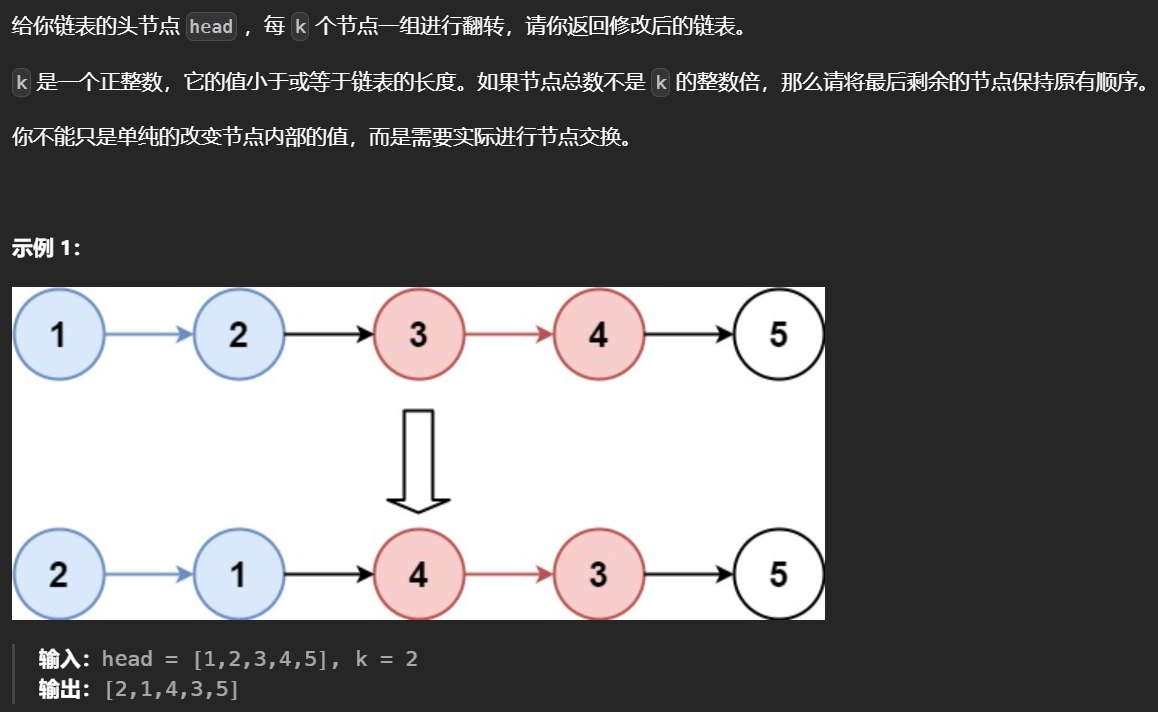 给你链表的头节点 head ，每 k 个节点一组进行翻转，请你返回修改后的链表。
k 是一个正整数，它的值小于或等于链表的长度。如果节点总数不是 k 的整数倍，那么请将最后剩余的节点保持原有顺序。
你不能只是单纯的改变节点内部的值，而是需要实际进行节点交换。
示例 1：
1 2 3 4 5
2 1 4 3 5
输入：head = [1,2,3,4,5], k = 2
输出：[2,1,4,3,5]